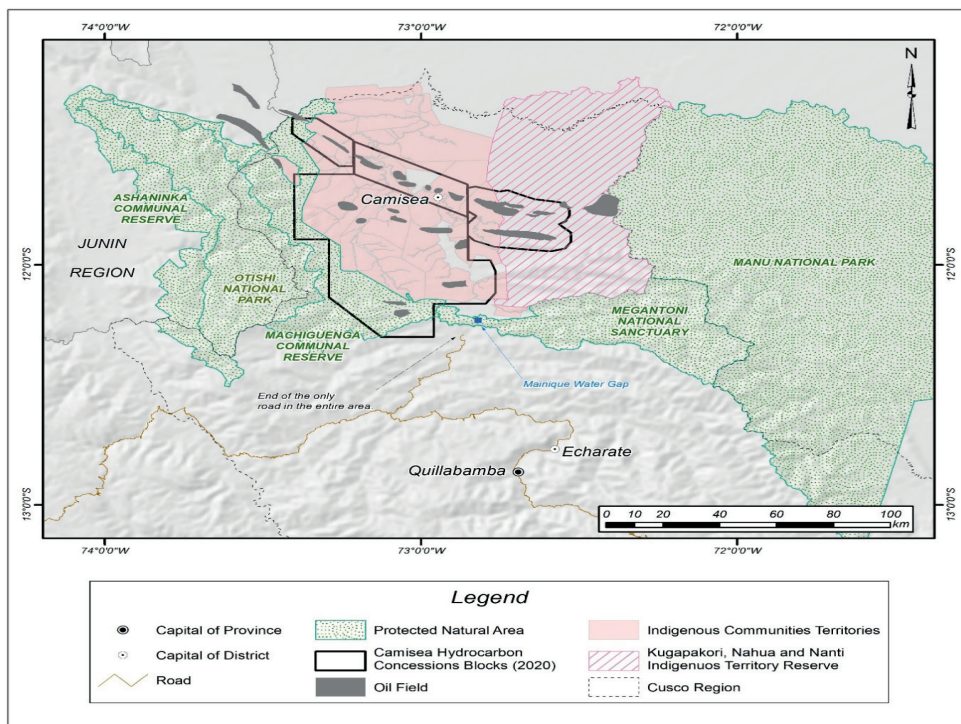 74°0'0"W
73°0'0"W
72°0'0"W
N
Camisea
ASHANINKA
COMMUNAL
RESERVE
JUNIN
REGION
OTISHI
NATIONAL
PARK
12°0'0"S
12°0'0"S
MANU NATIONAL PARK
MACHIGUENGA
COMMUNAL
RESERVE
MEGANTONI
NATIONAL
SANCTUARY
Mainique Water Gap
End of the only
road in the entire area
Echarate
Quillabamba
13°0'0"S
13°0'0"S
0 10 20 40 60 80 100
km
74°0'0"W
73°0'0"W
72°0'0"W
Legend
Capital of Province
Capital of District
Road
Protected Natural Area
Camisea Hydrocarbon
Concessions Blocks (2020)
Oil Field
Indigenous Communities Territories
Kugapakori, Nahua and Nanti
Indigenuos Territory Reserve
Cusco Region